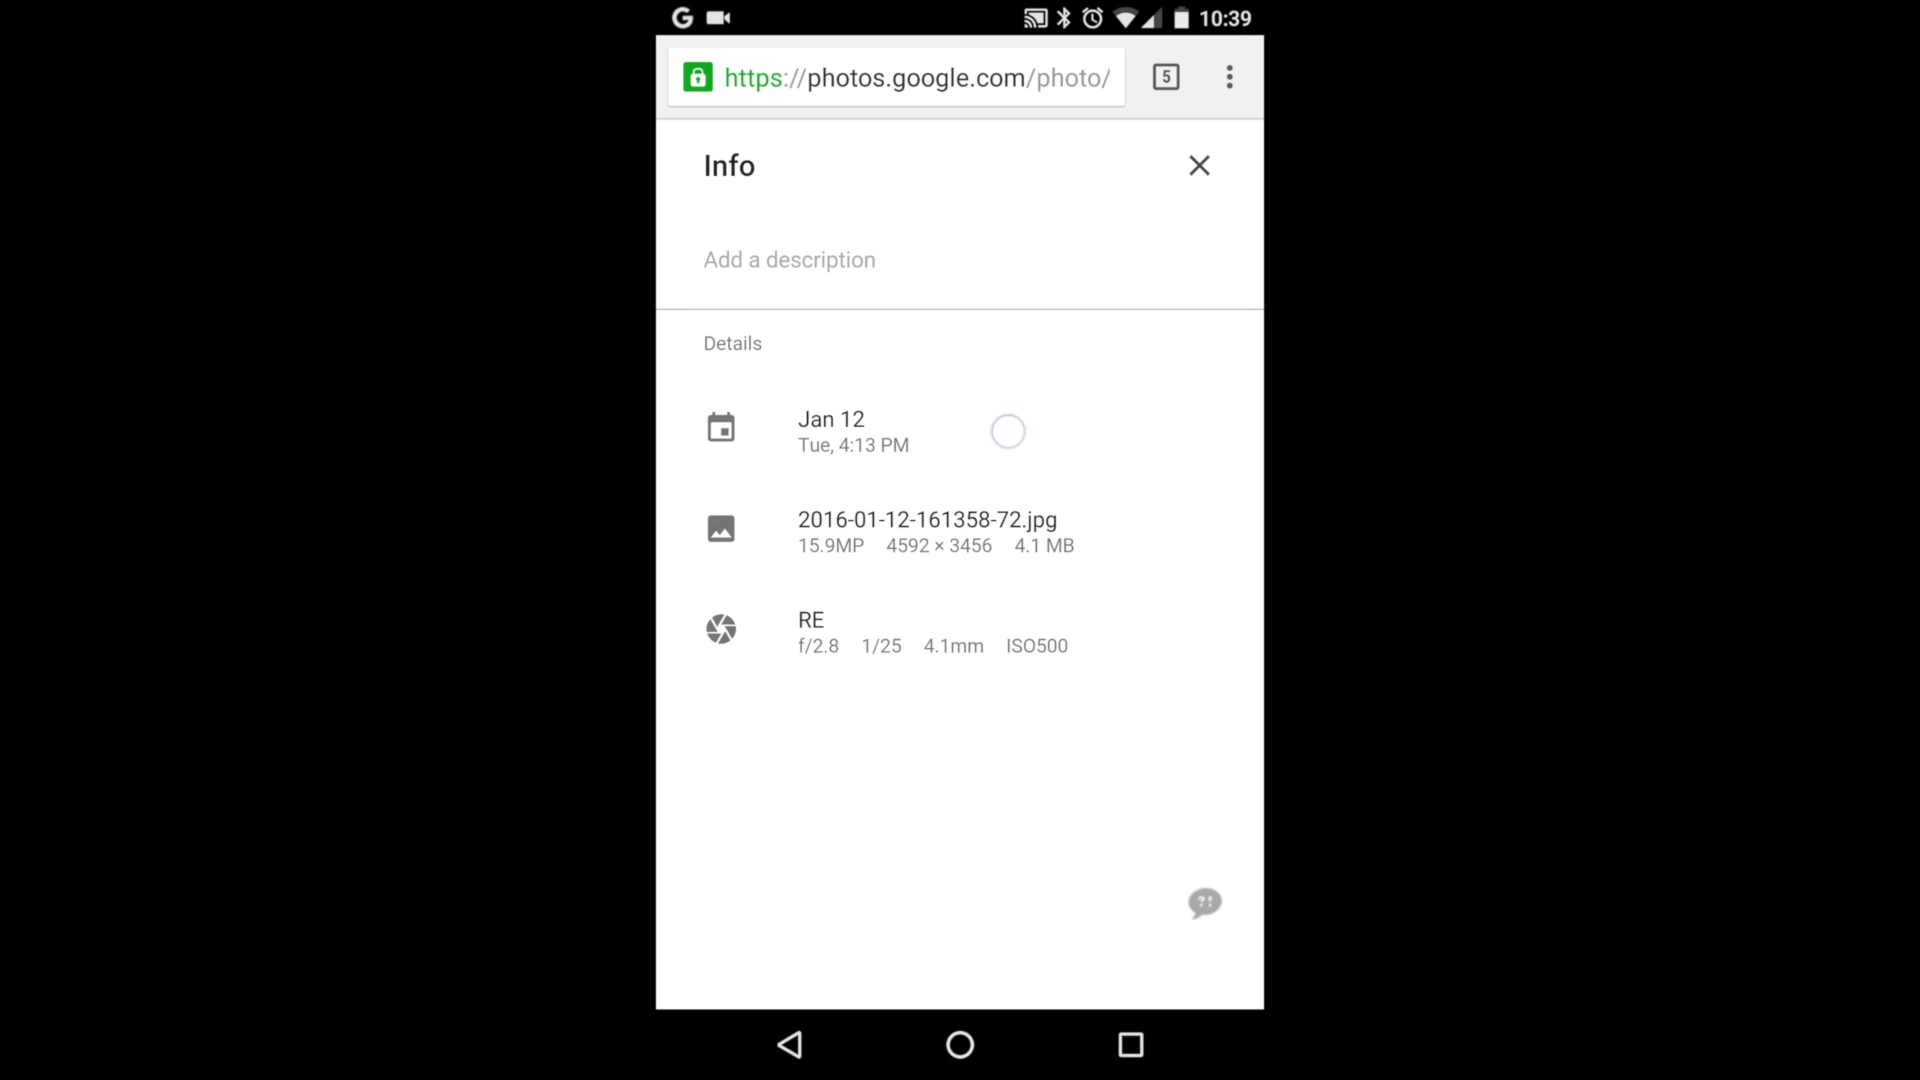 G 10:39
https://photos.google.com/photo/ 5
Info
Add a description
Details
Jan 12
Tue, 4:13 PM
2016-01-12-161358-72.jpg
15.9MP 4592 × 3456 4.1 MB
RE
f/2.8 1/25 4.1mm ISO500
?!